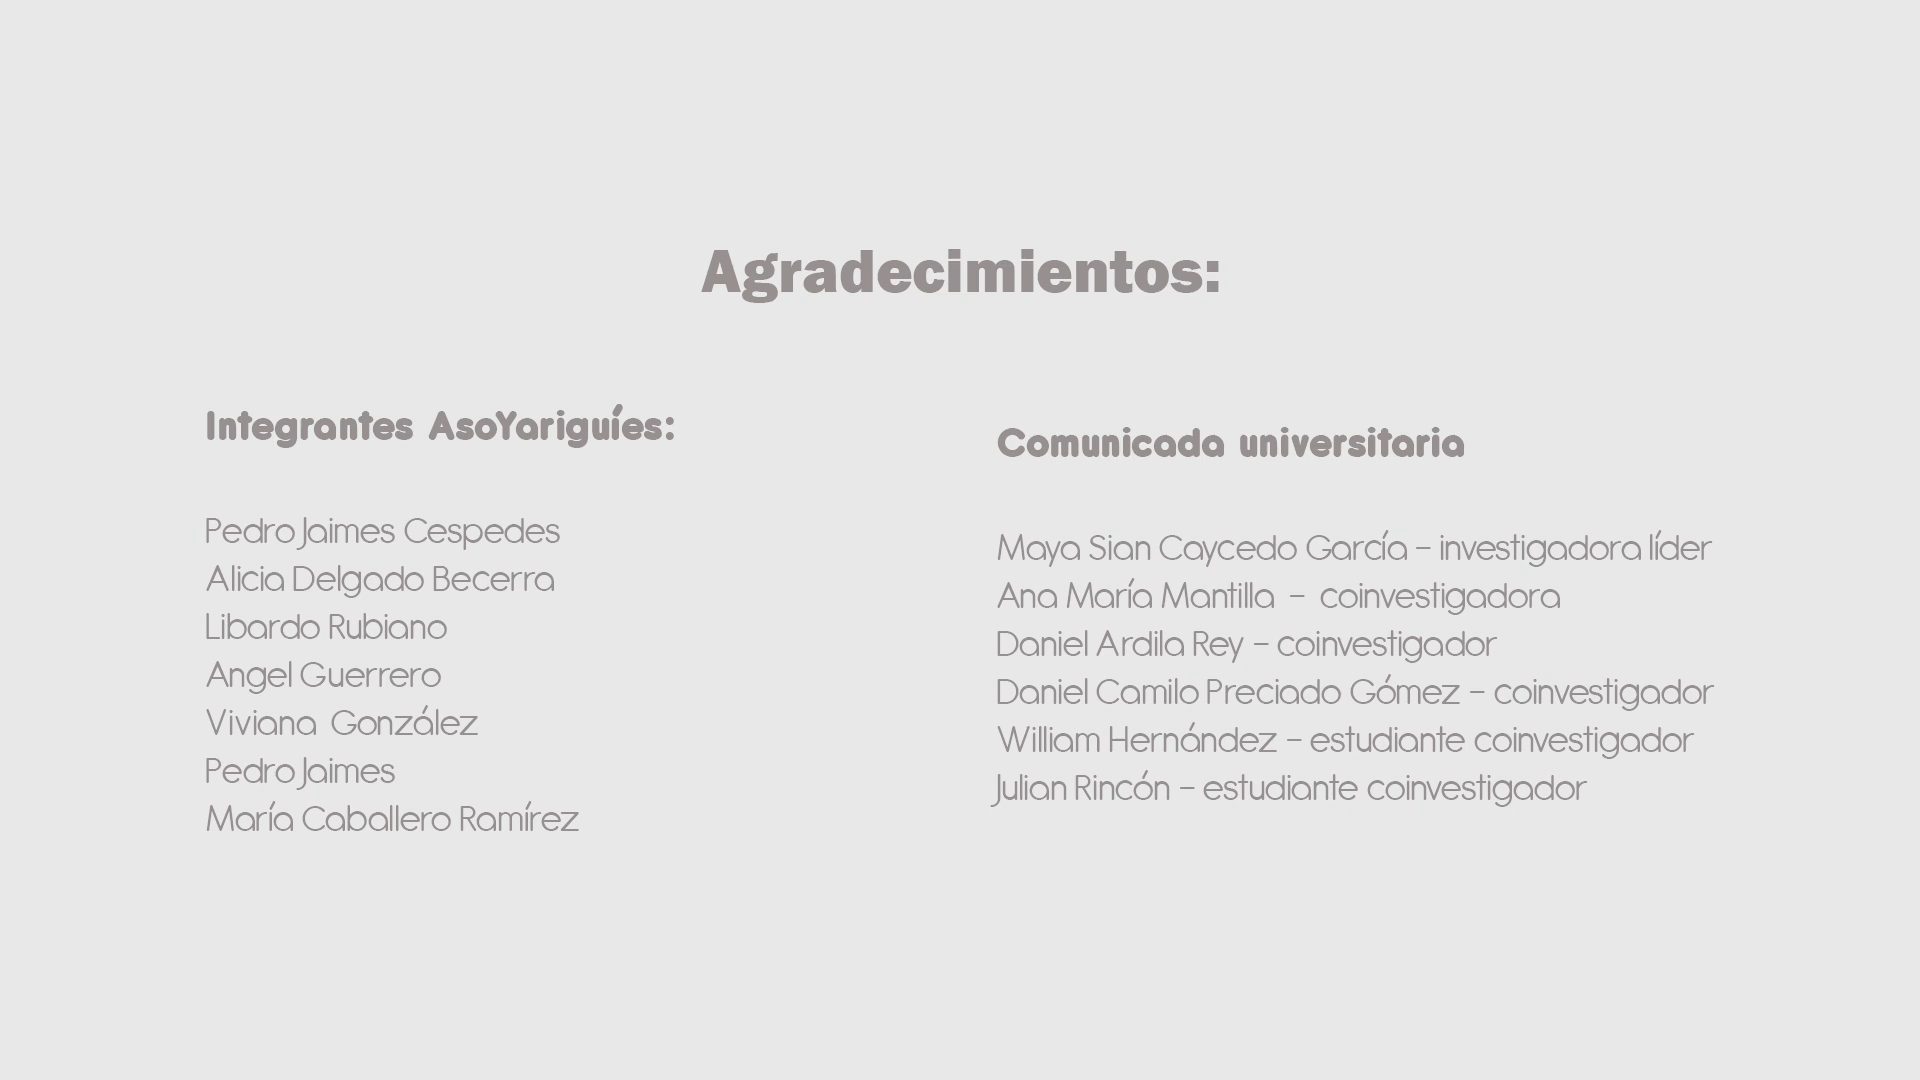 Agradecimientos:
Integrantes AsoYariguíes:
Pedro Jaimes Cespedes
Alicia Delgado Becerra
Libardo Rubiano
Angel Guerrero
Viviana González
Pedro Jaimes
María Caballero Ramírez
Comunicada universitaria
Maya Sian Caycedo García – investigadora líder
Ana María Mantilla – coinvestigadora
Daniel Ardila Rey – coinvestigador
Daniel Camilo Preciado Gómez – coinvestigador
William Hernández – estudiante coinvestigador
Julian Rincón – estudiante coinvestigador